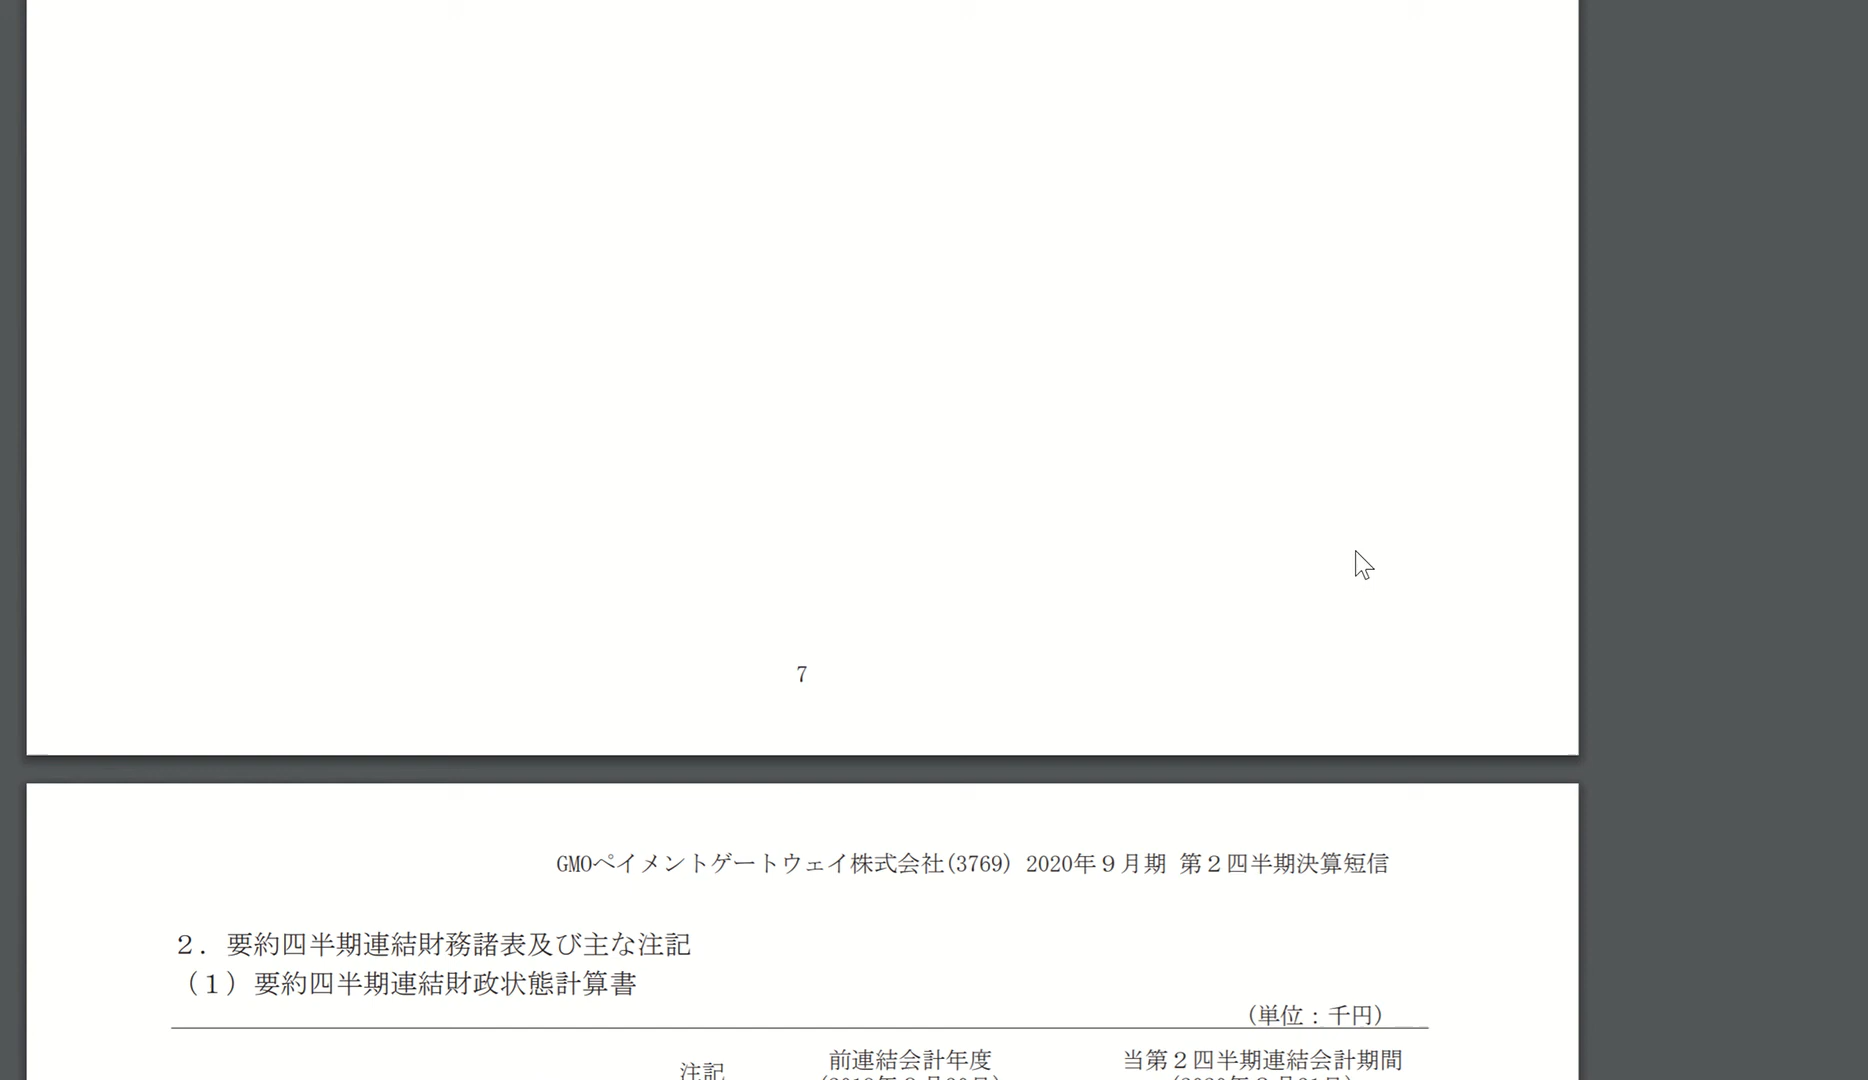 7
GMOペイメントゲートウェイ株式会社(3769) 2020年９月期 第２四半期決算短信
２．要約四半期連結財務諸表及び主な注記
（１）要約四半期連結財政状態計算書
（単位：千円）
注記 前連結会計年度 当第２四半期連結会計期間